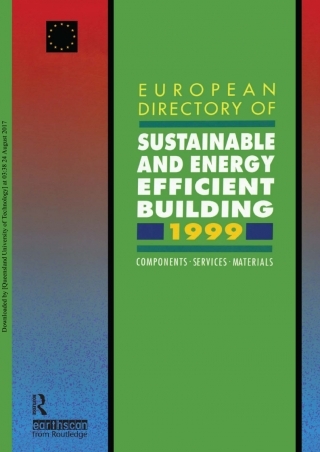 EUROPEAN
DIRECTORY OF
SUSTAINABLE
AND ENERGY
EFFICIENT
BUILDING
1999
COMPONENTS · SERVICES · MATERIALS
Downloaded by [Queensland University of Technology] at 03:38 24 August 2017
R
Routledge
earthscan
from Routledge